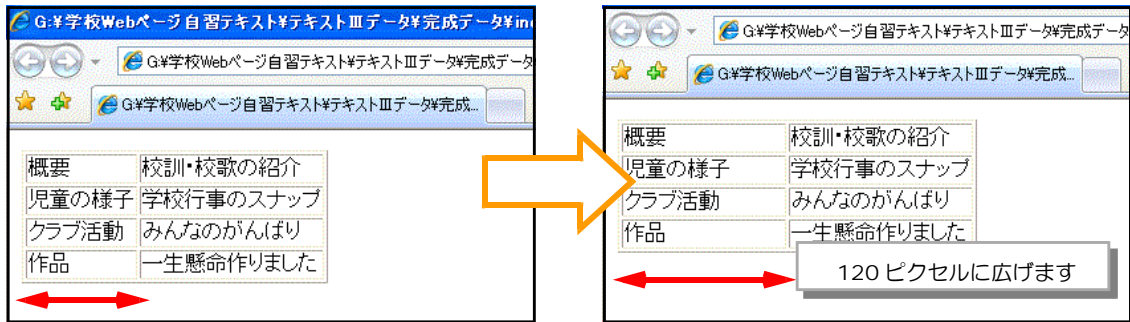 G:¥学校Webページ自習テキスト¥テキストⅢデータ¥完成データ¥in
G:¥学校Webページ自習テキスト¥テキストⅢデータ¥完成データ
G:¥学校Webページ自習テキスト¥テキストⅢデータ¥完成...
概要 校訓・校歌の紹介
児童の様子 学校行事のスナップ
クラブ活動 みんなのがんばり
作品 一生懸命作りました
G:¥学校Webページ自習テキスト¥テキストⅢデータ¥完成データ
G:¥学校Webページ自習テキスト¥テキストⅢデータ¥完成...
概要 校訓・校歌の紹介
児童の様子 学校行事のスナップ
クラブ活動 みんなのがんばり
作品 一生懸命作りました
120 ピクセルに広げます